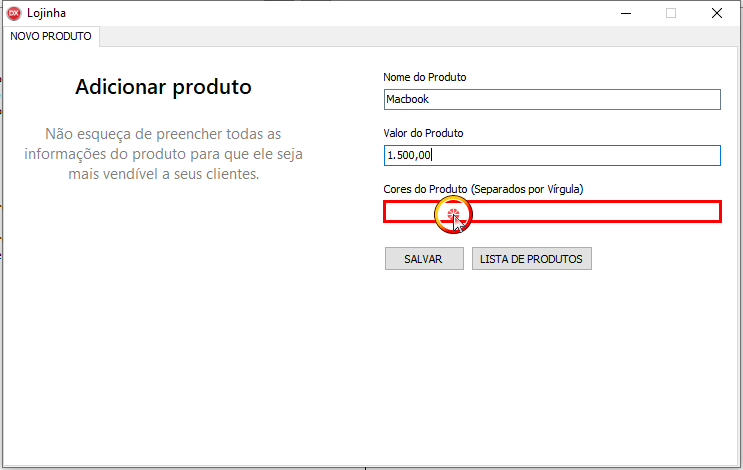 DX Lojinha
NOVO PRODUTO
Adicionar produto
Não esqueça de preencher todas as
informações do produto para que ele seja
mais vendível a seus clientes.
Nome do Produto
Macbook
Valor do Produto
1.500,00
Cores do Produto (Separados por Vírgula)
SALVAR LISTA DE PRODUTOS